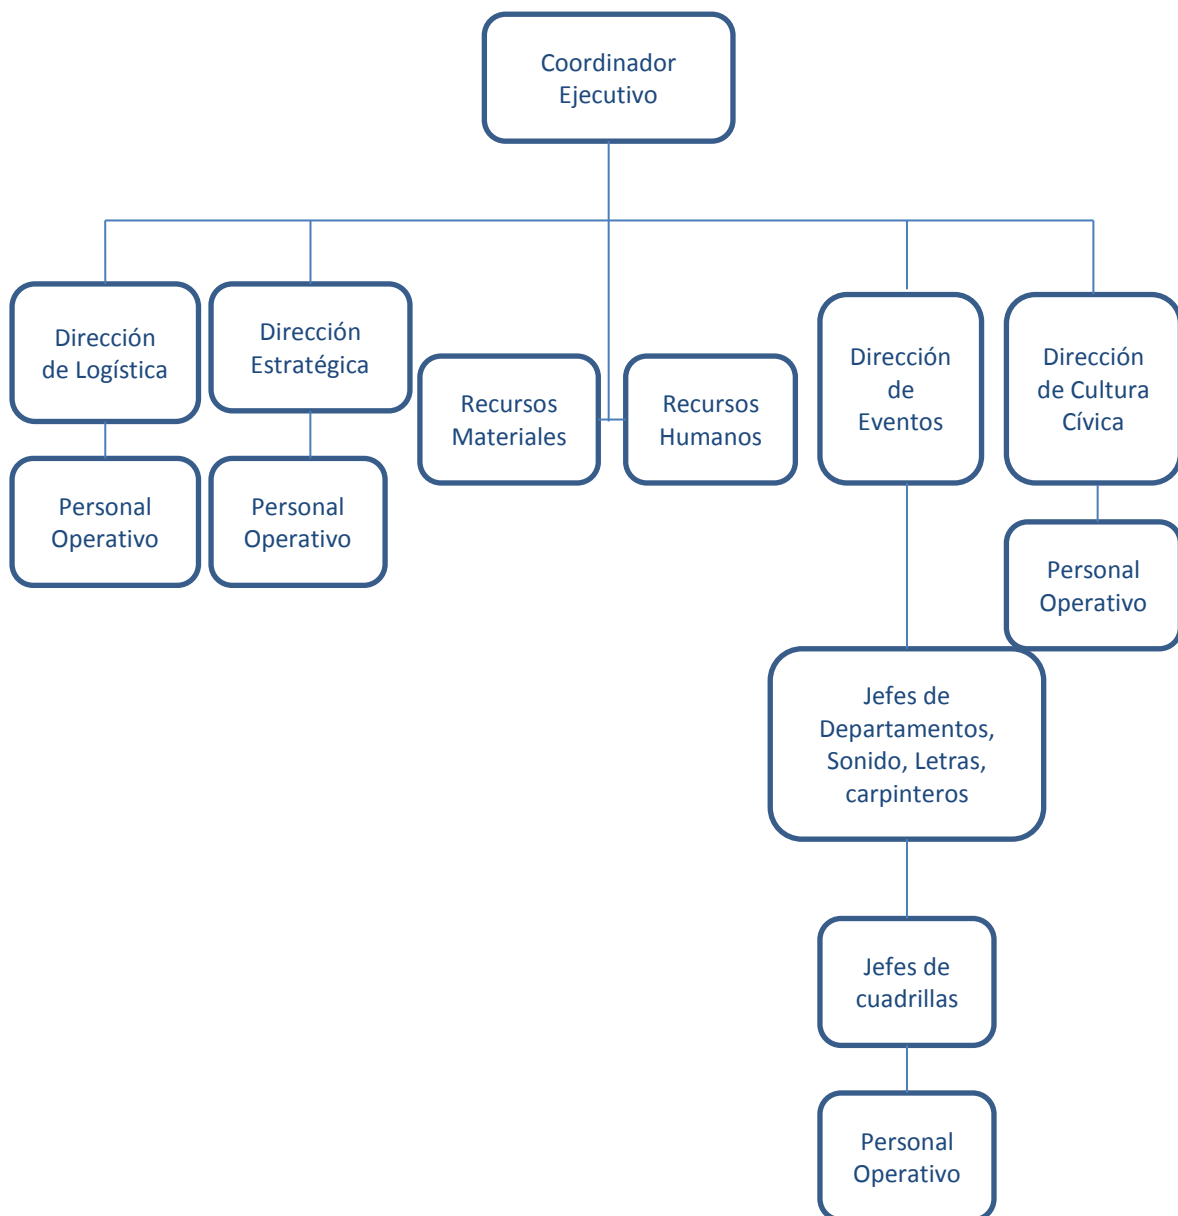 Coordinador
Ejecutivo
Dirección
de Logística
Dirección
Estratégica
Recursos
Materiales
Recursos
Humanos
Dirección
de
Eventos
Dirección
de Cultura
Cívica
Personal
Operativo
Personal
Operativo
Personal
Operativo
Jefes de
Departamentos,
Sonido, Letras,
carpinteros
Jefes de
cuadrillas
Personal
Operativo